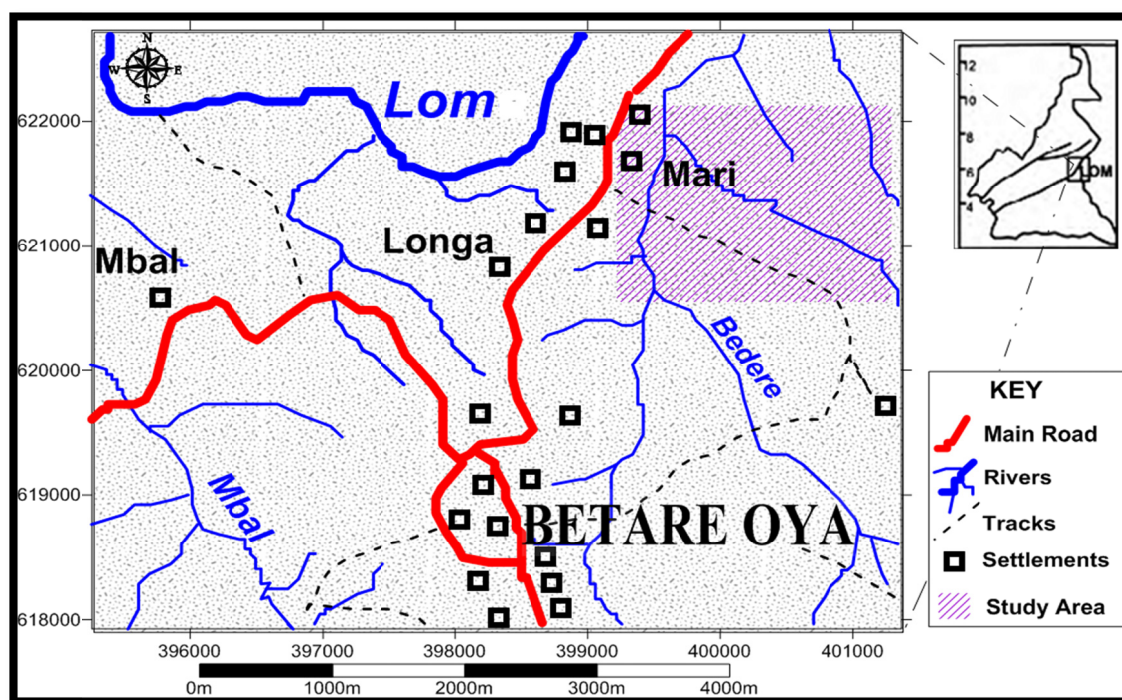 N
W E
S
Lom
622000
621000
620000
619000
618000
Mari
Longa
Mbal
Bedere
Mbal
BETARE OYA
396000 397000 398000 399000 400000 401000
0m 1000m 2000m 3000m 4000m
12
10
8
6
4
LOM
KEY
Main Road
Rivers
Tracks
Settlements
Study Area